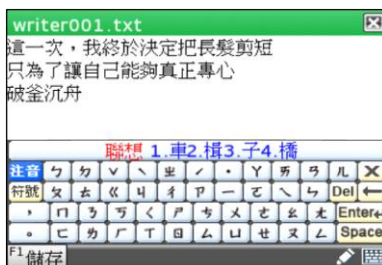 writer001.txt
這一次，我終於決定把長髮剪短
只為了讓自己能夠真正專心
破釜沉舟
聯想 1.車2.楫3.子4.橋
注音 ㄅ ㄉ ˇ ˋ ㄓ ˊ ˙ ㄚ ㄞ ㄢ ㄦ X
符號 ㄆ ㄊ ㄍ ㄐ ㄔ ㄗ ㄧ ㄛ ㄟ ㄣ Del ←
， ㄇ ㄋ ㄎ ㄑ ㄕ ㄘ ㄨ ㄜ ㄠ ㄤ Enter↵
。 ㄈ ㄌ ㄏ ㄒ ㄖ ㄙ ㄩ ㄝ ㄡ ㄥ Space
F1儲存